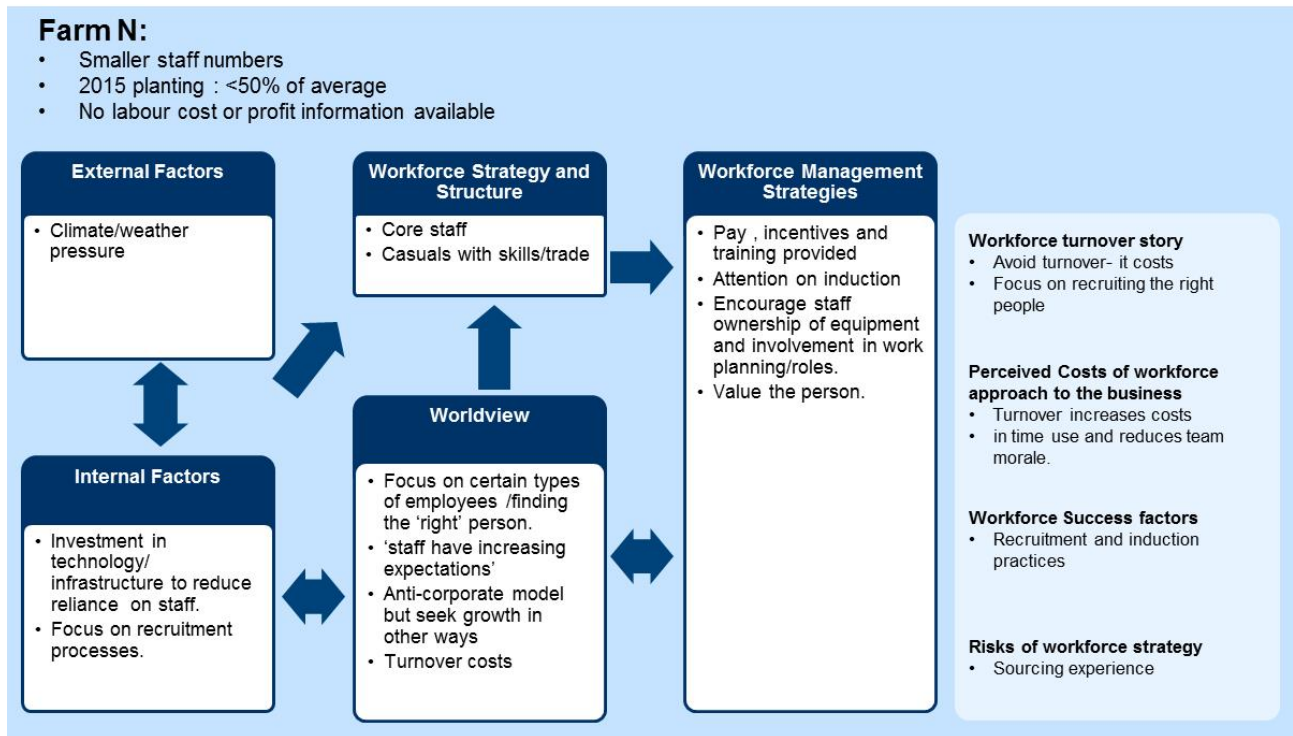 Farm N:
• Smaller staff numbers
• 2015 planting : <50% of average
• No labour cost or profit information available
External Factors
• Climate/weather
pressure
Internal Factors
• Investment in
technology/
infrastructure to reduce
reliance on staff.
• Focus on recruitment
processes.
Workforce Strategy and
Structure
• Core staff
• Casuals with skills/trade
Worldview
• Focus on certain types
of employees /finding
the ‘right’ person.
• ‘staff have increasing
expectations’
• Anti-corporate model
but seek growth in
other ways
• Turnover costs
Workforce Management
Strategies
• Pay , incentives and
training provided
• Attention on induction
• Encourage staff
ownership of equipment
and involvement in work
planning/roles.
• Value the person.
Workforce turnover story
• Avoid turnover- it costs
• Focus on recruiting the right
people
Perceived Costs of workforce
approach to the business
• Turnover increases costs
• in time use and reduces team
morale.
Workforce Success factors
• Recruitment and induction
practices
Risks of workforce strategy
• Sourcing experience